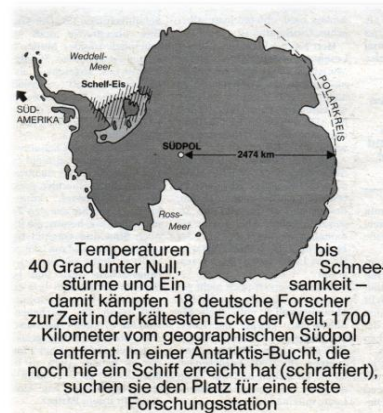 Weddell-
Meer
Schelf-Eis
SÜD-
AMERIKA
POLARKREIS
SÜDPOL
2474 km
Ross-
Meer
Temperaturen bis
40 Grad unter Null, Schnee-
stürme und Ein samkeit –
damit kämpfen 18 deutsche Forscher
zur Zeit in der kältesten Ecke der Welt, 1700
Kilometer vom geographischen Südpol
entfernt. In einer Antarktis-Bucht, die
noch nie ein Schiff erreicht hat (schraffiert),
suchen sie den Platz für eine feste
Forschungsstation